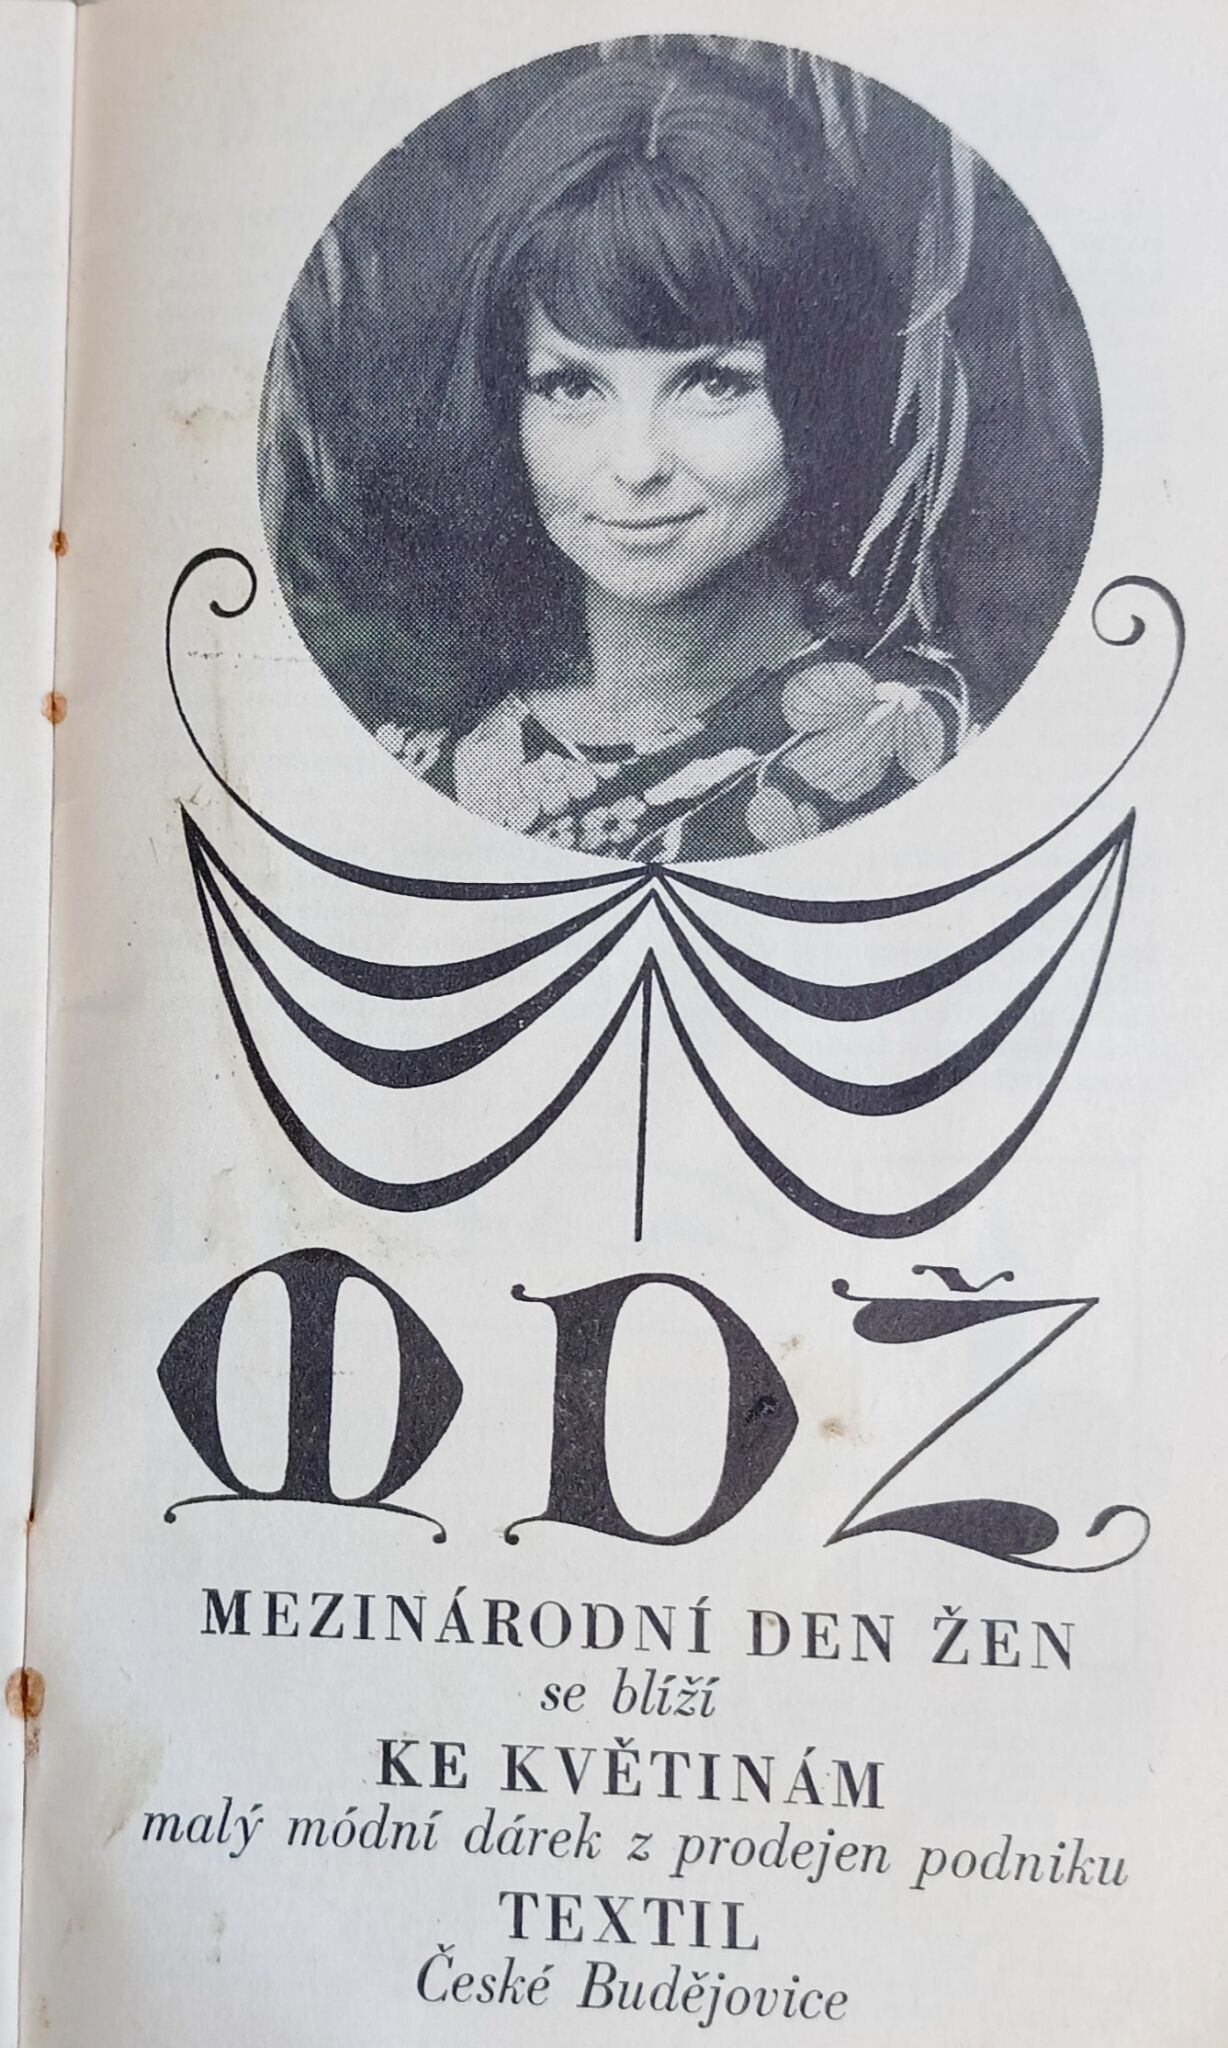 MDŽ
MEZINÁRODNÍ DEN ŽEN
se blíží
KE KVĚTINÁM
malý módní dárek z prodejen podniku
TEXTIL
České Budějovice